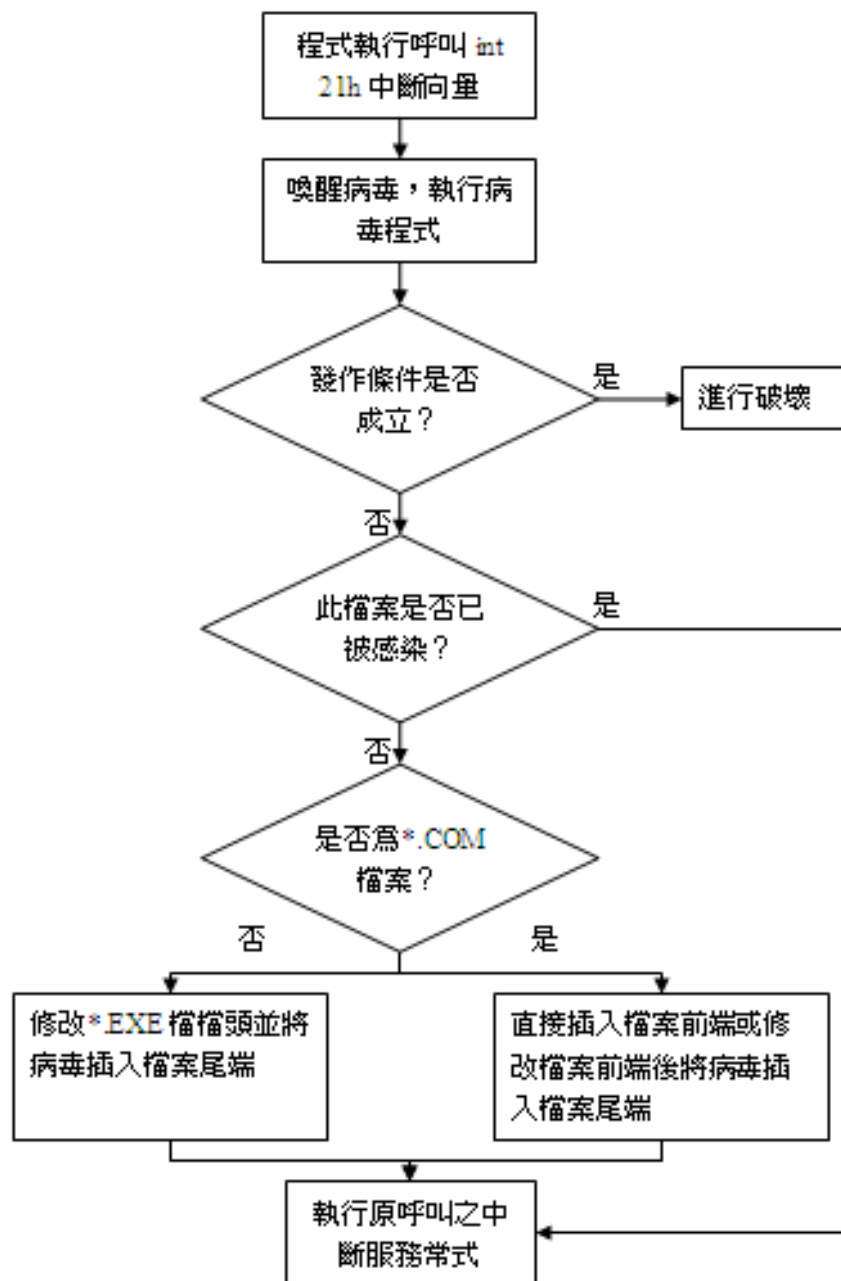 程式執行呼叫 int
21h 中斷向量
喚醒病毒，執行病
毒程式
發作條件是否
成立？
是
進行破壞
否
此檔案是否已
被感染？
是
否
是否為*.COM
檔案？
否
是
修改*.EXE 檔檔頭並將
病毒插入檔案尾端
直接插入檔案前端或修
改檔案前端後將病毒插
入檔案尾端
執行原呼叫之中
斷服務常式